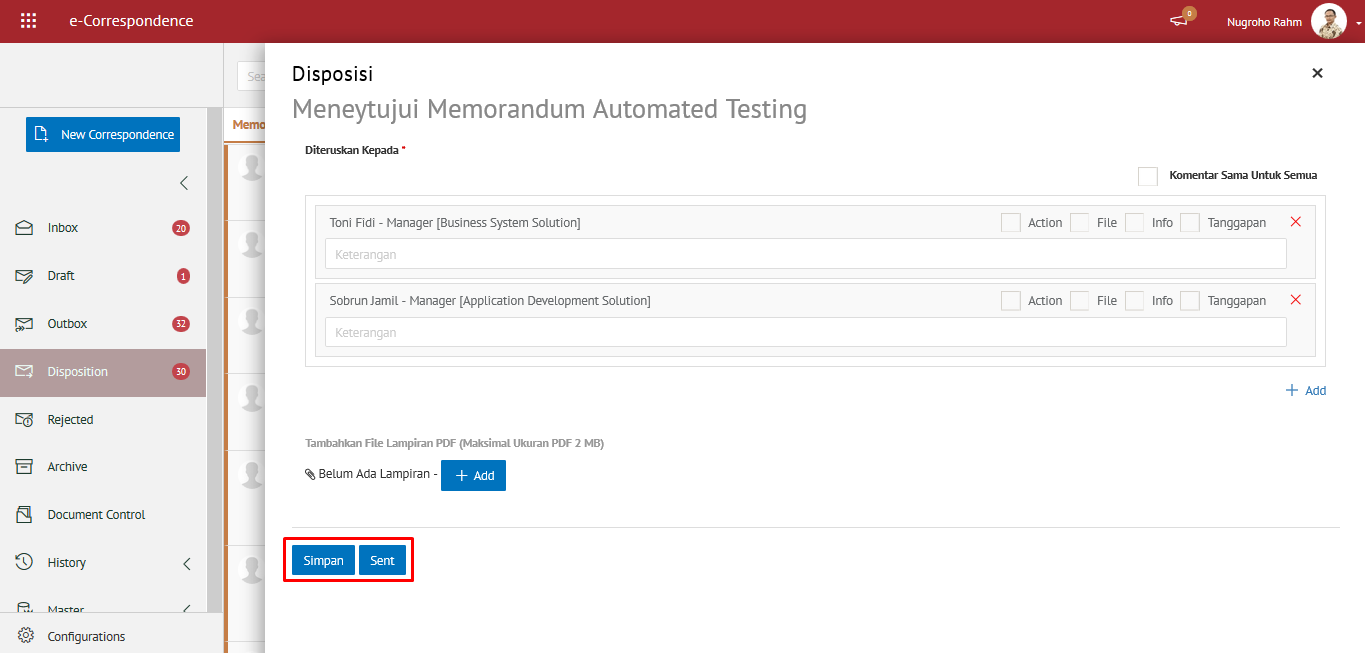 e-Correspondence
0
Nugroho Rahm
New Correspondence
Inbox 20
Draft 1
Outbox 32
Disposition 30
Rejected
Archive
Document Control
History
Master
Configurations
Sea
Memo
Disposisi
Meneytujui Memorandum Automated Testing
Diteruskan Kepada *
Komentar Sama Untuk Semua
Toni Fidi - Manager [Business System Solution] Action File Info Tanggapan
Keterangan
Sobrun Jamil - Manager [Application Development Solution] Action File Info Tanggapan
Keterangan
+ Add
Tambahkan File Lampiran PDF (Maksimal Ukuran PDF 2 MB)
Belum Ada Lampiran - + Add
Simpan Sent